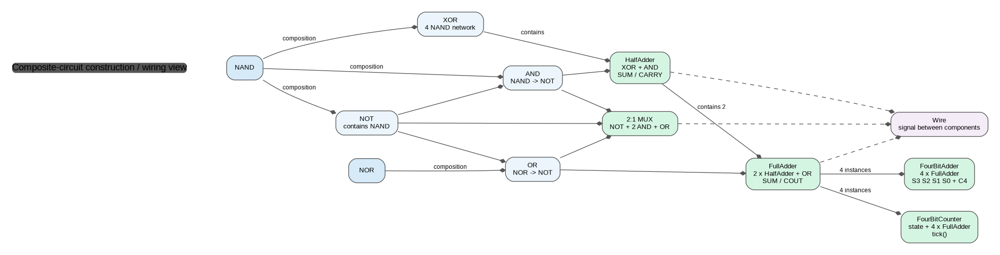 Composite-circuit construction / wiring view
NAND
composition
composition
composition
XOR
4 NAND network
NOT
contains NAND
NOR
composition
AND
NAND -> NOT
OR
NOR -> NOT
contains
HalfAdder
XOR + AND
SUM / CARRY
2:1 MUX
NOT + 2 AND + OR
contains 2
FullAdder
2 x HalfAdder + OR
SUM / COUT
4 instances
4 instances
Wire
signal between components
FourBitAdder
4 x FullAdder
S3 S2 S1 S0 + C4
FourBitCounter
state + 4 x FullAdder
tick()